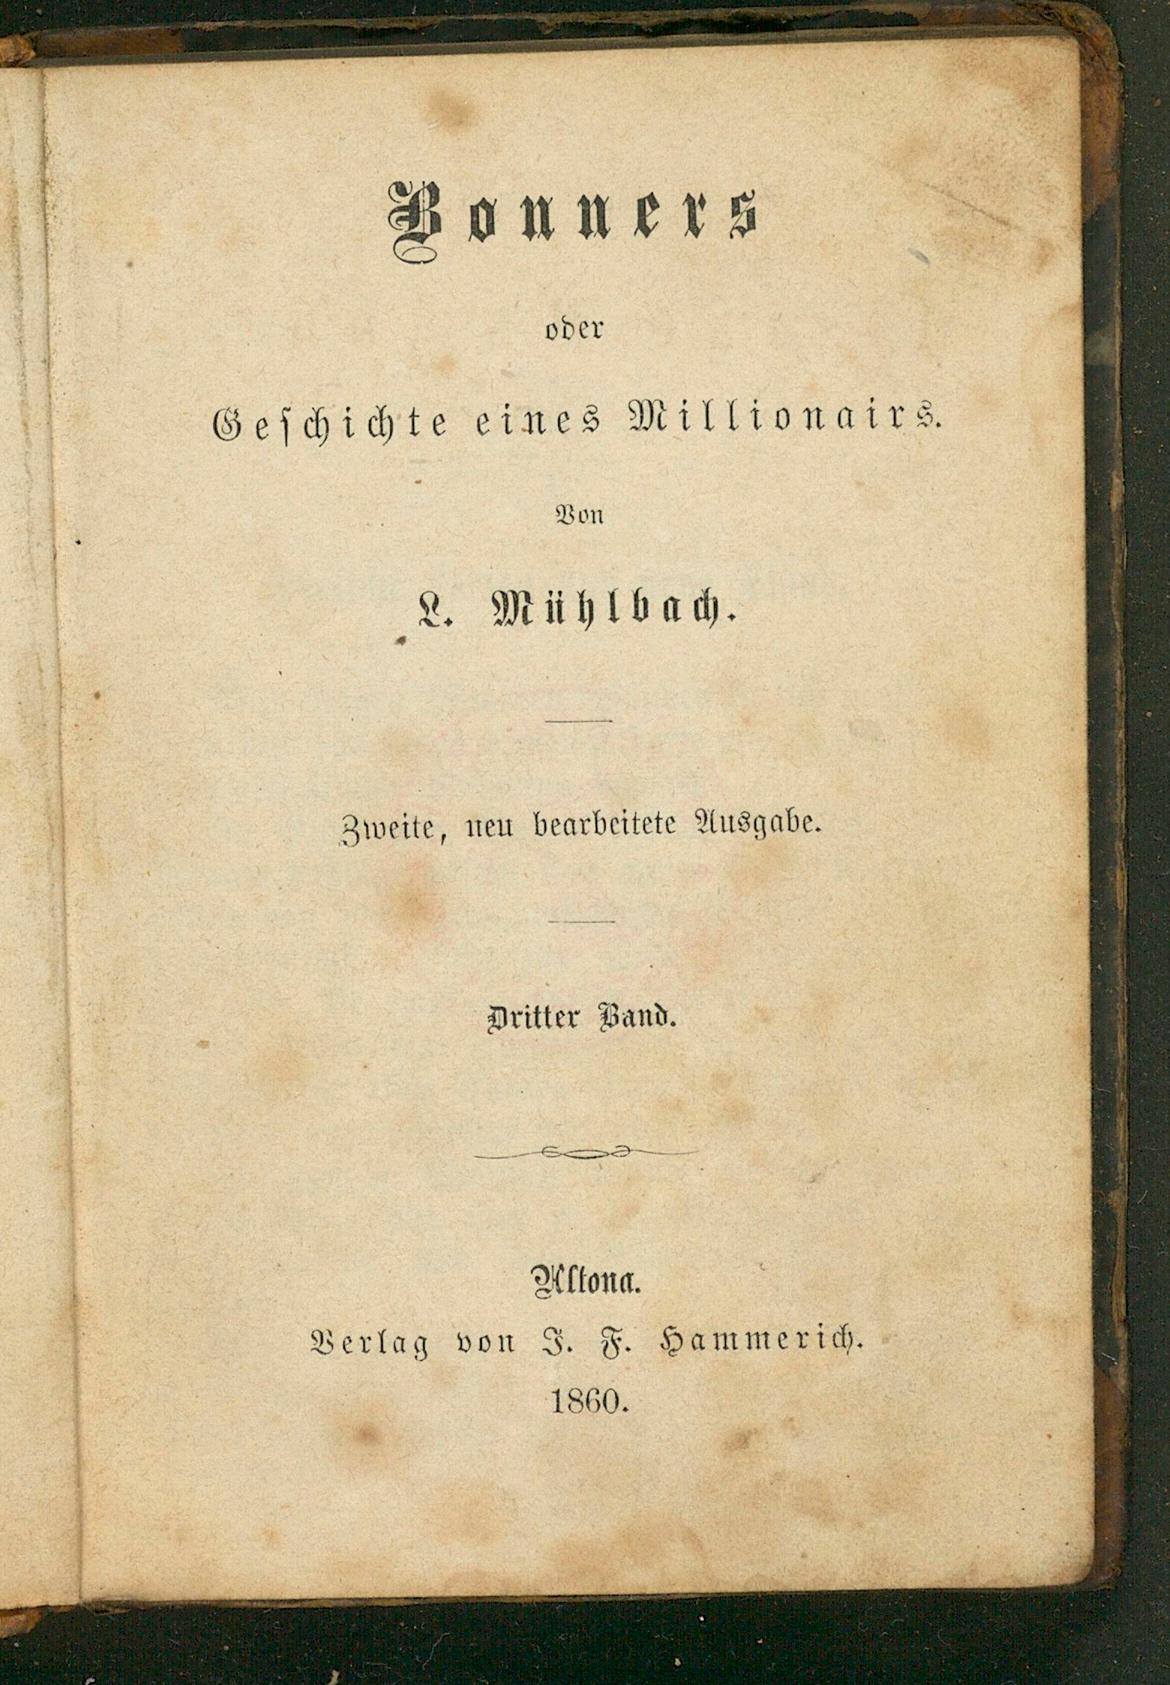 Bonners
oder
Geschichte eines Millionairs.
Von
L. Mühlbach.
Zweite, neu bearbeitete Ausgabe.
Dritter Band.
Altona.
Verlag von J. F. Hammerich.
1860.